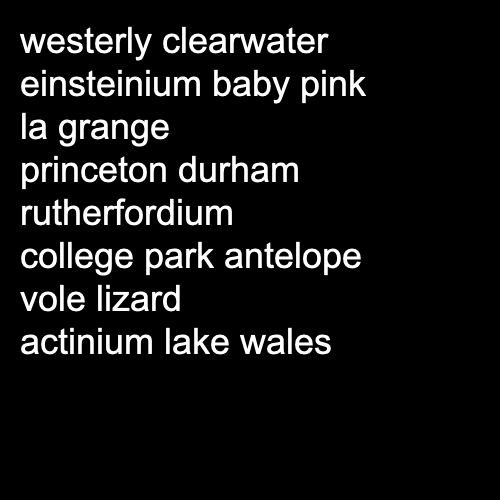 westerly clearwater
einsteinium baby pink
la grange
princeton durham
rutherfordium
college park antelope
vole lizard
actinium lake wales